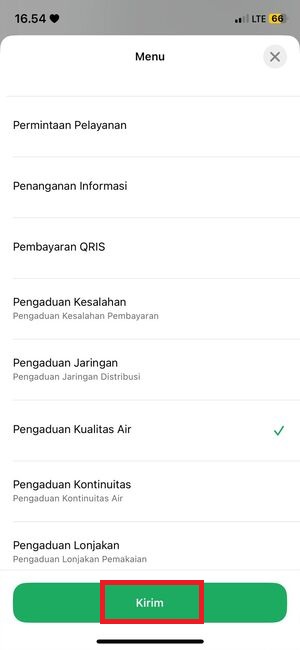 16.54 LTE 66
Menu
Permintaan Pelayanan
Penanganan Informasi
Pembayaran QRIS
Pengaduan Kesalahan
Pengaduan Kesalahan Pembayaran
Pengaduan Jaringan
Pengaduan Jaringan Distribusi
Pengaduan Kualitas Air
Pengaduan Kontinuitas
Pengaduan Kontinuitas Air
Pengaduan Lonjakan
Pengaduan Lonjakan Pemakaian
Kirim